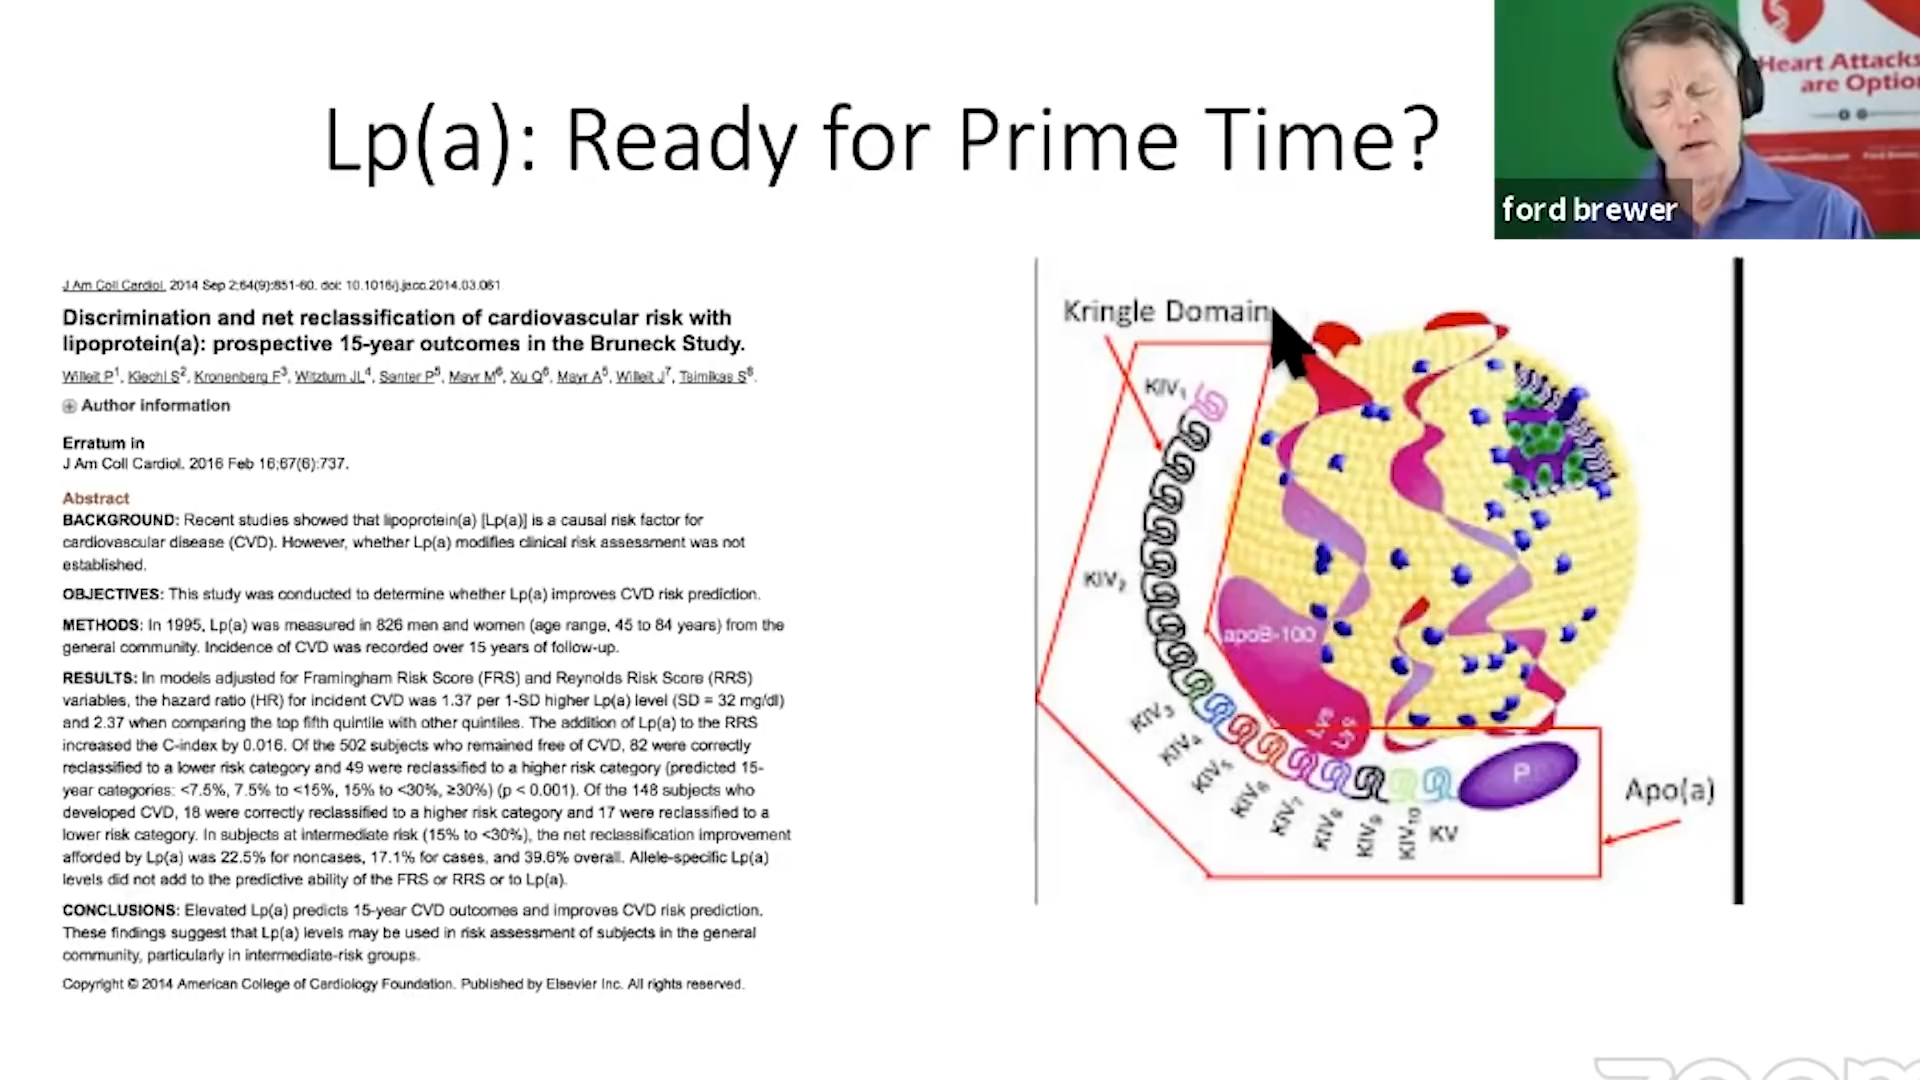 Lp(a): Ready for Prime Time?
Heart Attacks
are Option
ford brewer
J Am Coll Cardiol. 2014 Sep 2;64(9):851-60. doi: 10.1016/j.jacc.2014.03.061
Discrimination and net reclassification of cardiovascular risk with
lipoprotein(a): prospective 15-year outcomes in the Bruneck Study.
Willeit P1, Kiechl S2, Kronenberg F3, Witztum JL4, Santer P5, Mayr M6, Xu Q6, Mayr A5, Willeit J7, Tsimikas S8.
Author information
Erratum in
J Am Coll Cardiol. 2016 Feb 16;67(6):737.
Abstract
BACKGROUND: Recent studies showed that lipoprotein(a) [Lp(a)] is a causal risk factor for
cardiovascular disease (CVD). However, whether Lp(a) modifies clinical risk assessment was not
established.
OBJECTIVES: This study was conducted to determine whether Lp(a) improves CVD risk prediction.
METHODS: In 1995, Lp(a) was measured in 826 men and women (age range, 45 to 84 years) from the
general community. Incidence of CVD was recorded over 15 years of follow-up.
RESULTS: In models adjusted for Framingham Risk Score (FRS) and Reynolds Risk Score (RRS)
variables, the hazard ratio (HR) for incident CVD was 1.37 per 1-SD higher Lp(a) level (SD = 32 mg/dl)
and 2.37 when comparing the top fifth quintile with other quintiles. The addition of Lp(a) to the RRS
increased the C-index by 0.016. Of the 502 subjects who remained free of CVD, 82 were correctly
reclassified to a lower risk category and 49 were reclassified to a higher risk category (predicted 15-
year categories: <7.5%, 7.5% to <15%, 15% to <30%, ≥30%) (p < 0.001). Of the 148 subjects who
developed CVD, 18 were correctly reclassified to a higher risk category and 17 were reclassified to a
lower risk category. In subjects at intermediate risk (15% to <30%), the net reclassification improvement
afforded by Lp(a) was 22.5% for noncases, 17.1% for cases, and 39.6% overall. Allele-specific Lp(a)
levels did not add to the predictive ability of the FRS or RRS or to Lp(a).
CONCLUSIONS: Elevated Lp(a) predicts 15-year CVD outcomes and improves CVD risk prediction.
These findings suggest that Lp(a) levels may be used in risk assessment of subjects in the general
community, particularly in intermediate-risk groups.
Copyright © 2014 American College of Cardiology Foundation. Published by Elsevier Inc. All rights reserved.
Kringle Domain
KIV1
KIV2
apoB-100
Lys
Lys
KIV3
KIV4
KIV5
KIV6
KIV7
KIV8
KIV9
KIV10
KV
P
Apo(a)
zoom